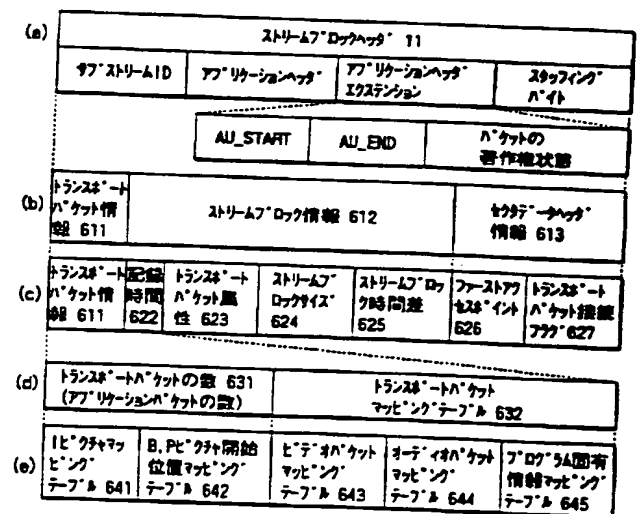 (a)
ストリームブロックヘッダ 11
サブストリームID
アプリケーションヘッダ
アプリケーションヘッダ
エクステンション
スタッフィング
バイト
AU_START
AU_END
パケットの
著作権状態
(b)
トランスポート
パケット情
報 611
ストリームブロック情報 612
セクタデータヘッダ
情報 613
(c)
トランスポート
パケット情
報 611
記録
時間
622
トランスポート
パケット属
性 623
ストリームブ
ロックサイズ
624
ストリームブロッ
ク時間差
625
ファーストアク
セスポイント
626
トランスポート
パケット接続
フラグ 627
(d)
トランスポートパケットの数 631
(アプリケーションパケットの数)
トランスポートパケット
マッピングテーブル 632
(e)
Iピクチャマッ
ピング
テーブル 641
B,Pピクチャ開始
位置マッピング
テーブル 642
ビデオパケット
マッピング
テーブル 643
オーディオパケット
マッピング
テーブル 644
プログラム固有
情報マッピング
テーブル 645